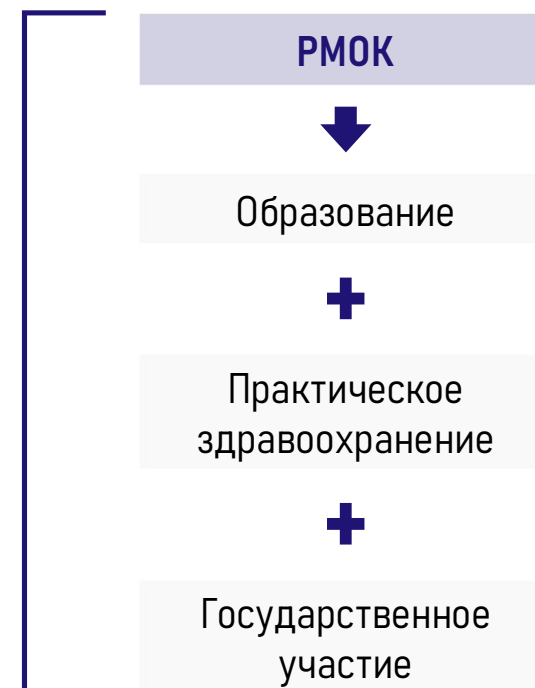 РМОК
Образование
Практическое
здравоохранение
Государственное
участие